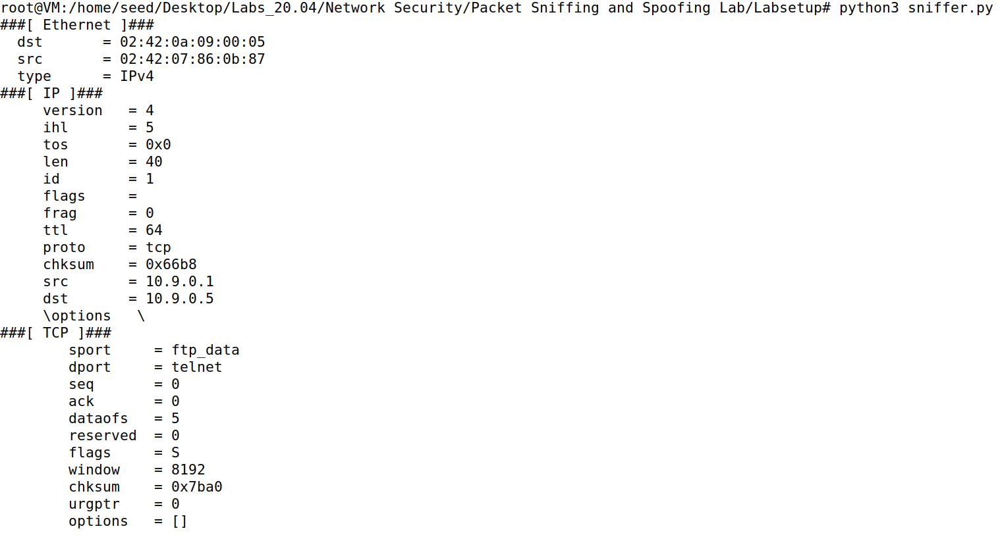 root@VM:/home/seed/Desktop/Labs_20.04/Network Security/Packet Sniffing and Spoofing Lab/Labsetup# python3 sniffer.py
###[ Ethernet ]###
  dst       = 02:42:0a:09:00:05
  src       = 02:42:07:86:0b:87
  type      = IPv4
###[ IP ]###
     version   = 4
     ihl       = 5
     tos       = 0x0
     len       = 40
     id        = 1
     flags     =
     frag      = 0
     ttl       = 64
     proto     = tcp
     chksum    = 0x66b8
     src       = 10.9.0.1
     dst       = 10.9.0.5
     \options   \
###[ TCP ]###
        sport     = ftp_data
        dport     = telnet
        seq       = 0
        ack       = 0
        dataofs   = 5
        reserved  = 0
        flags     = S
        window    = 8192
        chksum    = 0x7ba0
        urgptr    = 0
        options   = []